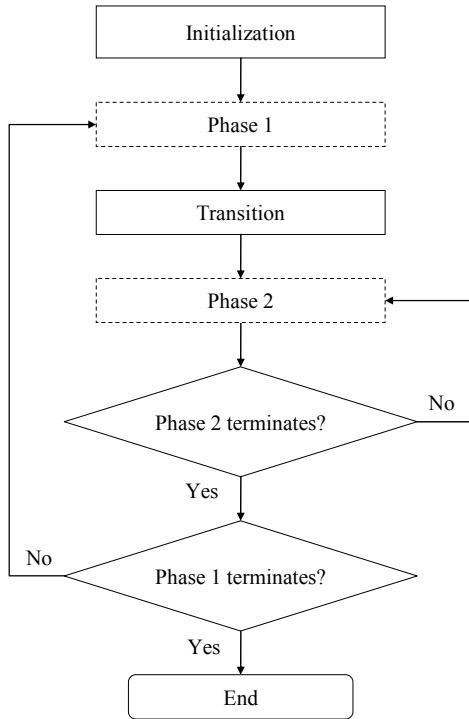 Initialization
Phase 1
Transition
Phase 2
Phase 2 terminates?
No
Yes
Phase 1 terminates?
No
Yes
End